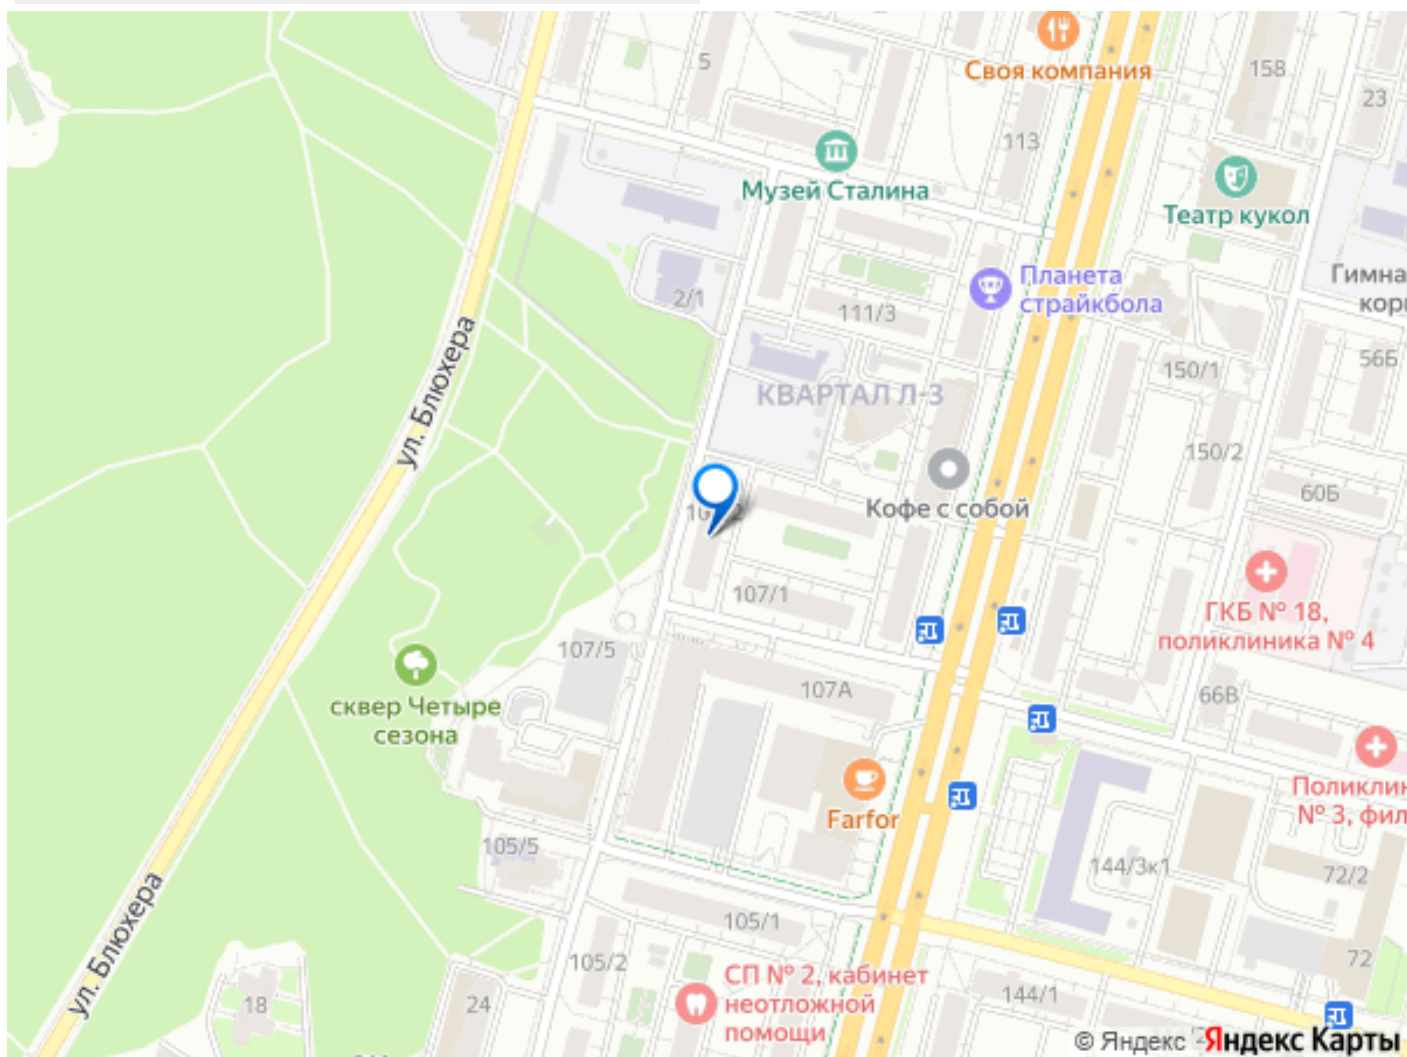 5
Своя компания
158
23
113
Музей Сталина
Театр кукол
Планета
страйкбола
2/1
111/3
Гимна
кор
56Б
150/1
КВАРТАЛ Л-3
ул. Блюхера
150/2
60Б
Кофе с собой
107/1
ГКБ № 18,
поликлиника № 4
107/5
107А
66В
сквер Четыре
сезона
Farfor
Поликлин
№ 3, фил
105/5
144/3к1
72/2
ул. Блюхера
105/1
105/2
72
СП № 2, кабинет
неотложной
помощи
18
24
144/1
© Яндекс Яндекс Карты